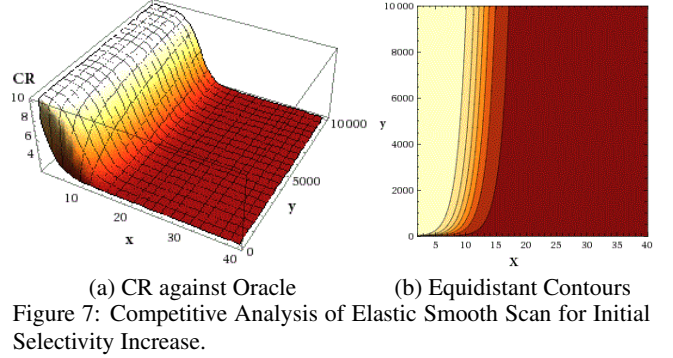 CR
10
8
6
4
10
20
30
40
x
0
5000
10000
y
10000
8000
6000
4000
2000
0
y
5 10 15 20 25 30 35 40
X
(a) CR against Oracle (b) Equidistant Contours
Figure 7: Competitive Analysis of Elastic Smooth Scan for Initial
Selectivity Increase.